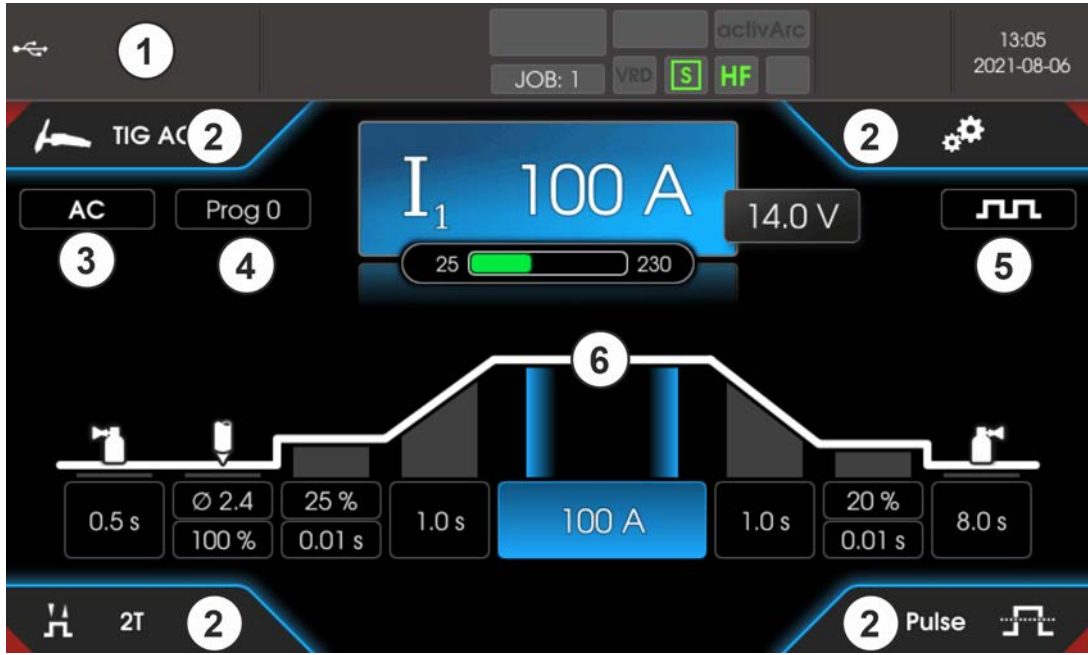 1
activArc
13:05
2021-08-06
JOB: 1 VRD S HF
TIG AC 2
2
AC Prog 0
3 4
I1 100 A
14.0 V
25 230
5
6
0.5 s
Ø 2.4
100 %
25 %
0.01 s
1.0 s
100 A
1.0 s
20 %
0.01 s
8.0 s
2T 2
2 Pulse